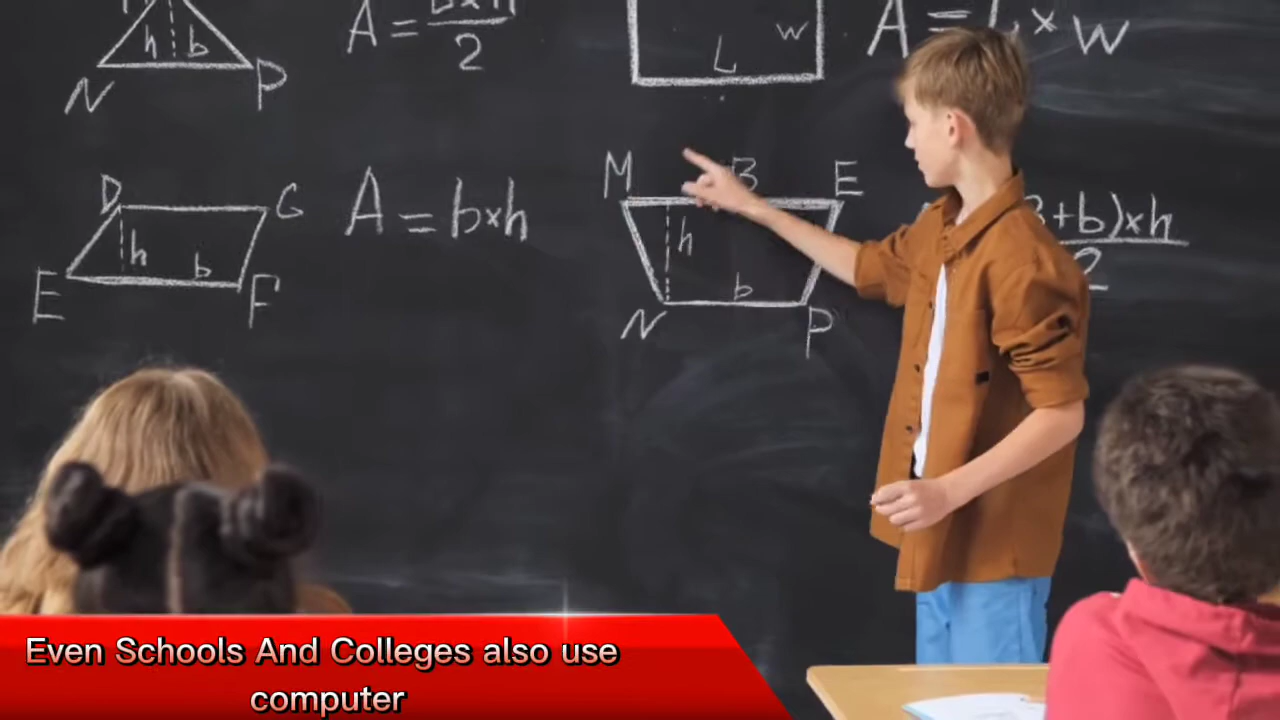 h b
N P
A = b×h
2
L w
A = L×w
D G
h b
E F
A = b×h
M B E
h b
N P
+b)×h
2
Even Schools And Colleges also use
computer